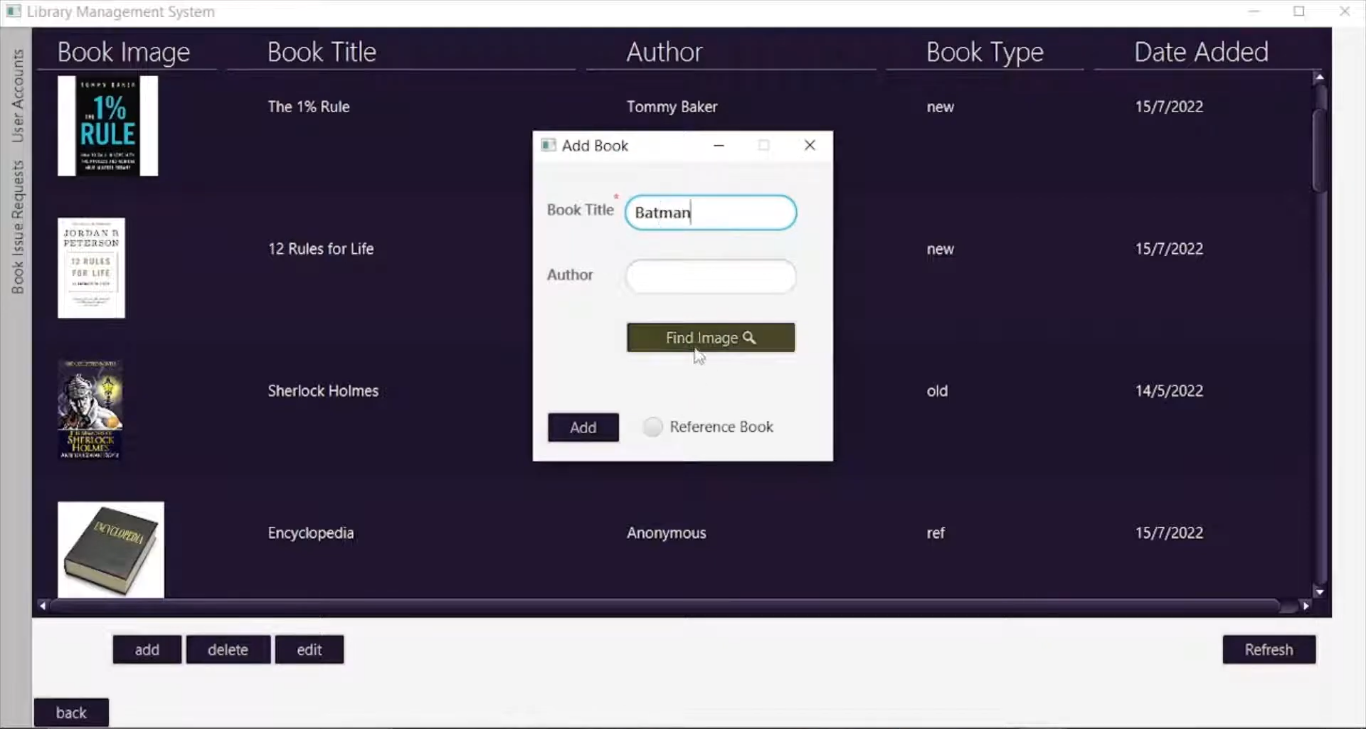 Library Management System
User Accounts
Book Issue Requests
Book Image Book Title Author Book Type Date Added
TOMMY BAKER
THE 1% RULE
The 1% Rule Tommy Baker new 15/7/2022
JORDAN B. PETERSON
12 RULES FOR LIFE
12 Rules for Life new 15/7/2022
SHERLOCK HOLMES
Sherlock Holmes old 14/5/2022
ENCYCLOPEDIA
Encyclopedia Anonymous ref 15/7/2022
Add Book
Book Title * Batman
Author
Find Image
Add Reference Book
add delete edit Refresh
back